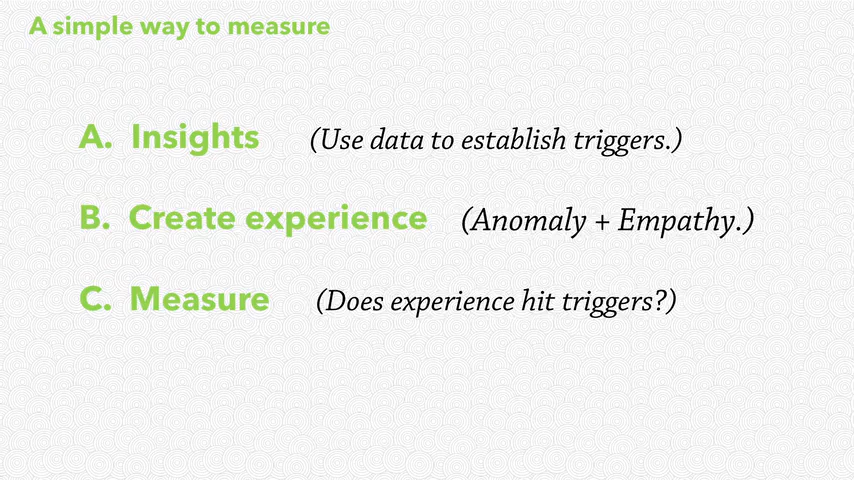 A simple way to measure
A. Insights (Use data to establish triggers.)
B. Create experience (Anomaly + Empathy.)
C. Measure (Does experience hit triggers?)